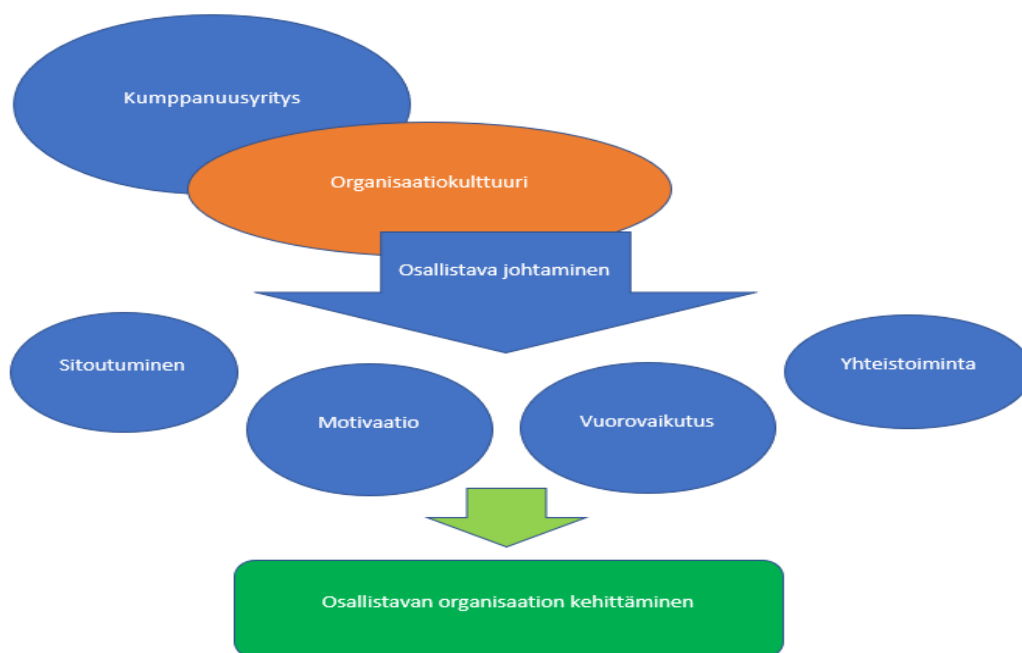 Kumppanuusyritys
Organisaatiokulttuuri
Osallistava johtaminen
Sitoutuminen
Motivaatio
Vuorovaikutus
Yhteistoiminta
Osallistavan organisaation kehittäminen